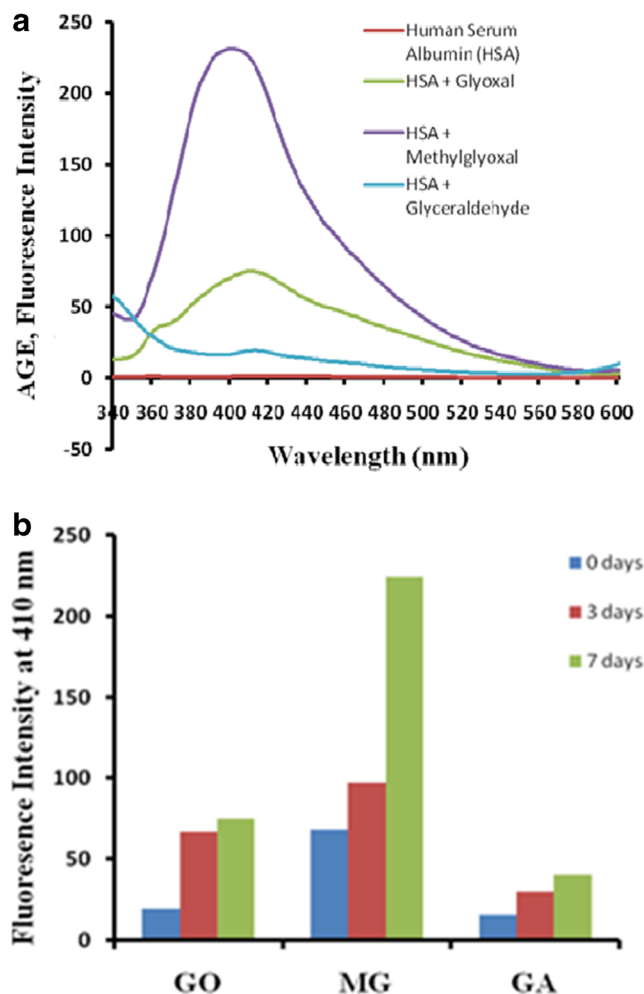 a
250
200
150
100
50
0
-50
AGE, Fluoresence Intensity
Human Serum
Albumin (HSA)
HSA + Glyoxal
HSA +
Methylglyoxal
HSA +
Glyceraldehyde
340 360 380 400 420 440 460 480 500 520 540 560 580 600
Wavelength (nm)
b
250
200
150
100
50
0
Fluoresence Intensity at 410 nm
0 days
3 days
7 days
GO MG GA